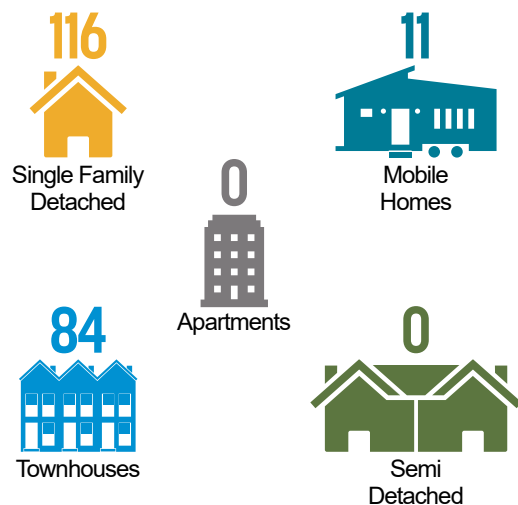 116
Single Family
Detached
11
Mobile
Homes
0
Apartments
84
Townhouses
0
Semi
Detached